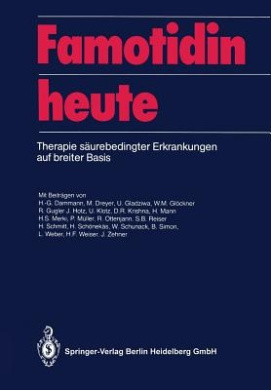 Famotidin
heute
Therapie säurebedingter Erkrankungen
auf breiter Basis
Mit Beiträgen von
H.-G. Dammann, M. Dreyer, U. Gladziwa, W.M. Glöckner
R. Gugler J. Hotz, U. Klotz, D.R. Krishna, H. Mann
H.S. Merki, P. Müller, R. Ottenjann. S.B. Reiser
H. Schmitt, H. Schönekäs, W. Schunack, B. Simon,
L. Weber, H.F. Weiser. J. Zehner
Springer-Verlag Berlin Heidelberg GmbH